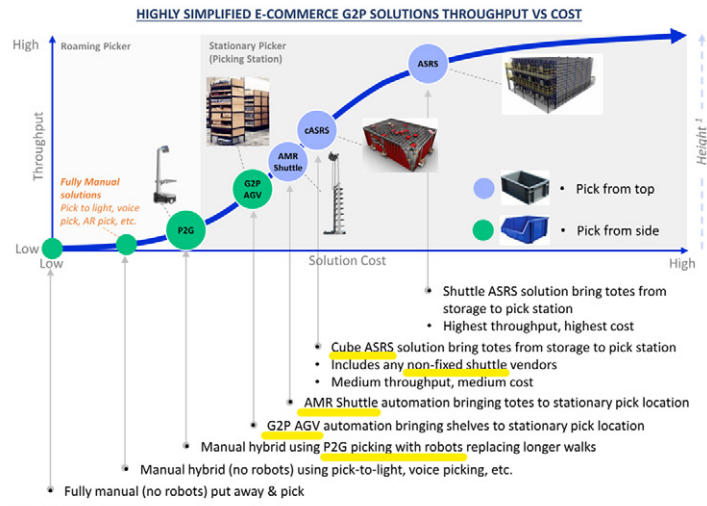 HIGHLY SIMPLIFIED E-COMMERCE G2P SOLUTIONS THROUGHPUT VS COST
High
Roaming Picker
Stationary Picker
(Picking Station)
ASRS
cASRS
AMR
Shuttle
G2P
AGV
P2G
Throughput
Height 1
Fully Manual
solutions
Pick to light, voice
pick, AR pick, etc.
• Pick from top
• Pick from side
Low
Low
Solution Cost
High
• Shuttle ASRS solution bring totes from
storage to pick station
• Highest throughput, highest cost
• Cube ASRS solution bring totes from storage to pick station
• Includes any non-fixed shuttle vendors
• Medium throughput, medium cost
• AMR Shuttle automation bringing totes to stationary pick location
• G2P AGV automation bringing shelves to stationary pick location
• Manual hybrid using P2G picking with robots replacing longer walks
• Manual hybrid (no robots) using pick-to-light, voice picking, etc.
• Fully manual (no robots) put away & pick